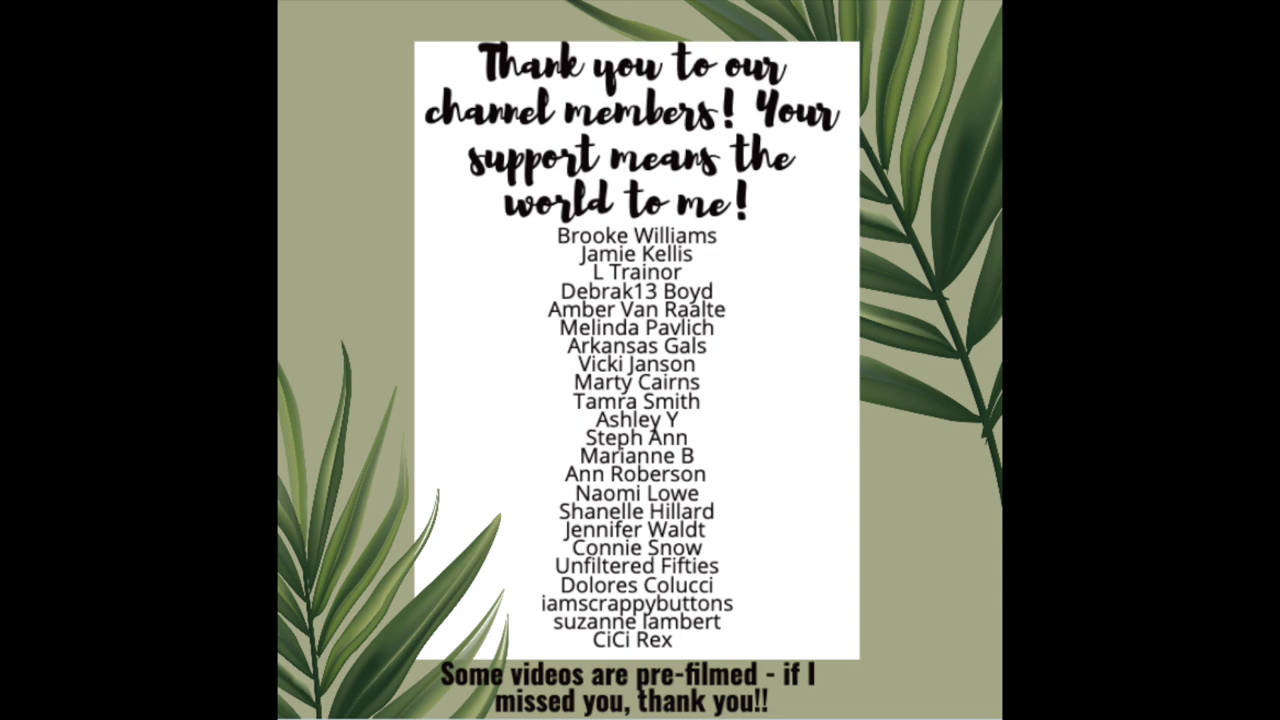 Thank you to our
channel members! Your
support means the
world to me!
Brooke Williams
Jamie Kellis
L Trainor
Debrak13 Boyd
Amber Van Raalte
Melinda Pavlich
Arkansas Gals
Vicki Janson
Marty Cairns
Tamra Smith
Ashley Y
Steph Ann
Marianne B
Ann Roberson
Naomi Lowe
Shanelle Hillard
Jennifer Waldt
Connie Snow
Unfiltered Fifties
Dolores Colucci
iamscrappybuttons
suzanne lambert
CiCi Rex
Some videos are pre-filmed - if I
missed you, thank you!!